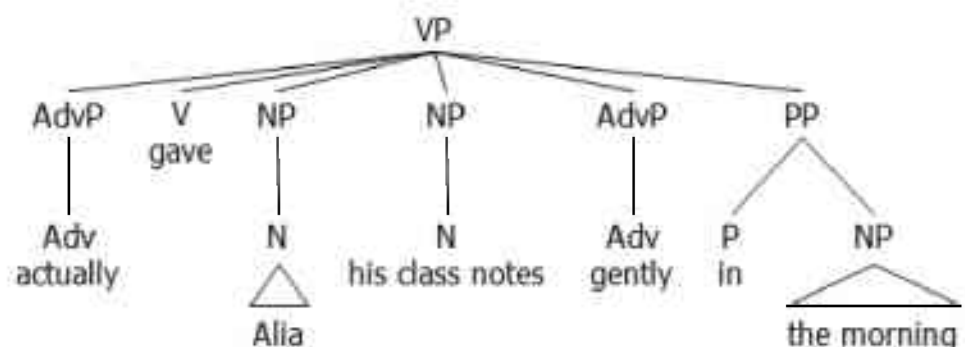 VP
AdvP V NP NP AdvP PP
gave
Adv N N Adv P NP
actually his class notes gently in
Alia the morning